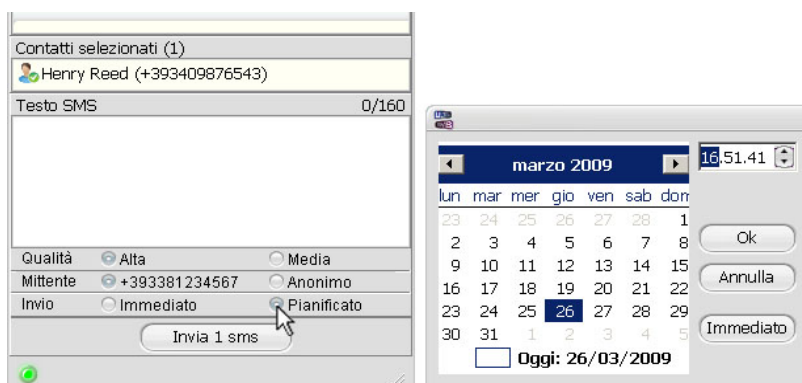 Contatti selezionati (1)
Henry Reed (+393409876543)
Testo SMS 0/160
Qualità Alta Media
Mittente +393381234567 Anonimo
Invio Immediato Pianificato
Invia 1 sms
marzo 2009
lun mar mer gio ven sab dom
23 24 25 26 27 28 1
2 3 4 5 6 7 8
9 10 11 12 13 14 15
16 17 18 19 20 21 22
23 24 25 26 27 28 29
30 31 1 2 3 4 5
Oggi: 26/03/2009
16.51.41
Ok
Annulla
Immediato